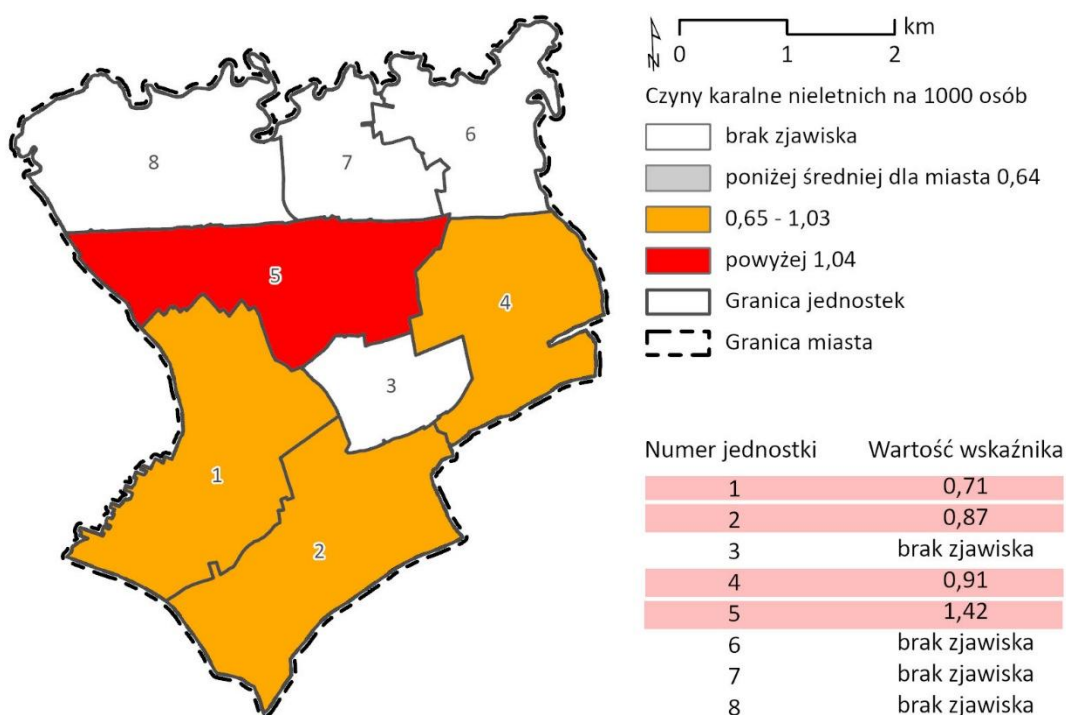 km
0 1 2
N
Czyny karalne nieletnich na 1000 osób
brak zjawiska
poniżej średniej dla miasta 0,64
0,65 - 1,03
powyżej 1,04
Granica jednostek
Granica miasta
8
7
6
5
4
3
1
2
Numer jednostki Wartość wskaźnika
1 0,71
2 0,87
3 brak zjawiska
4 0,91
5 1,42
6 brak zjawiska
7 brak zjawiska
8 brak zjawiska